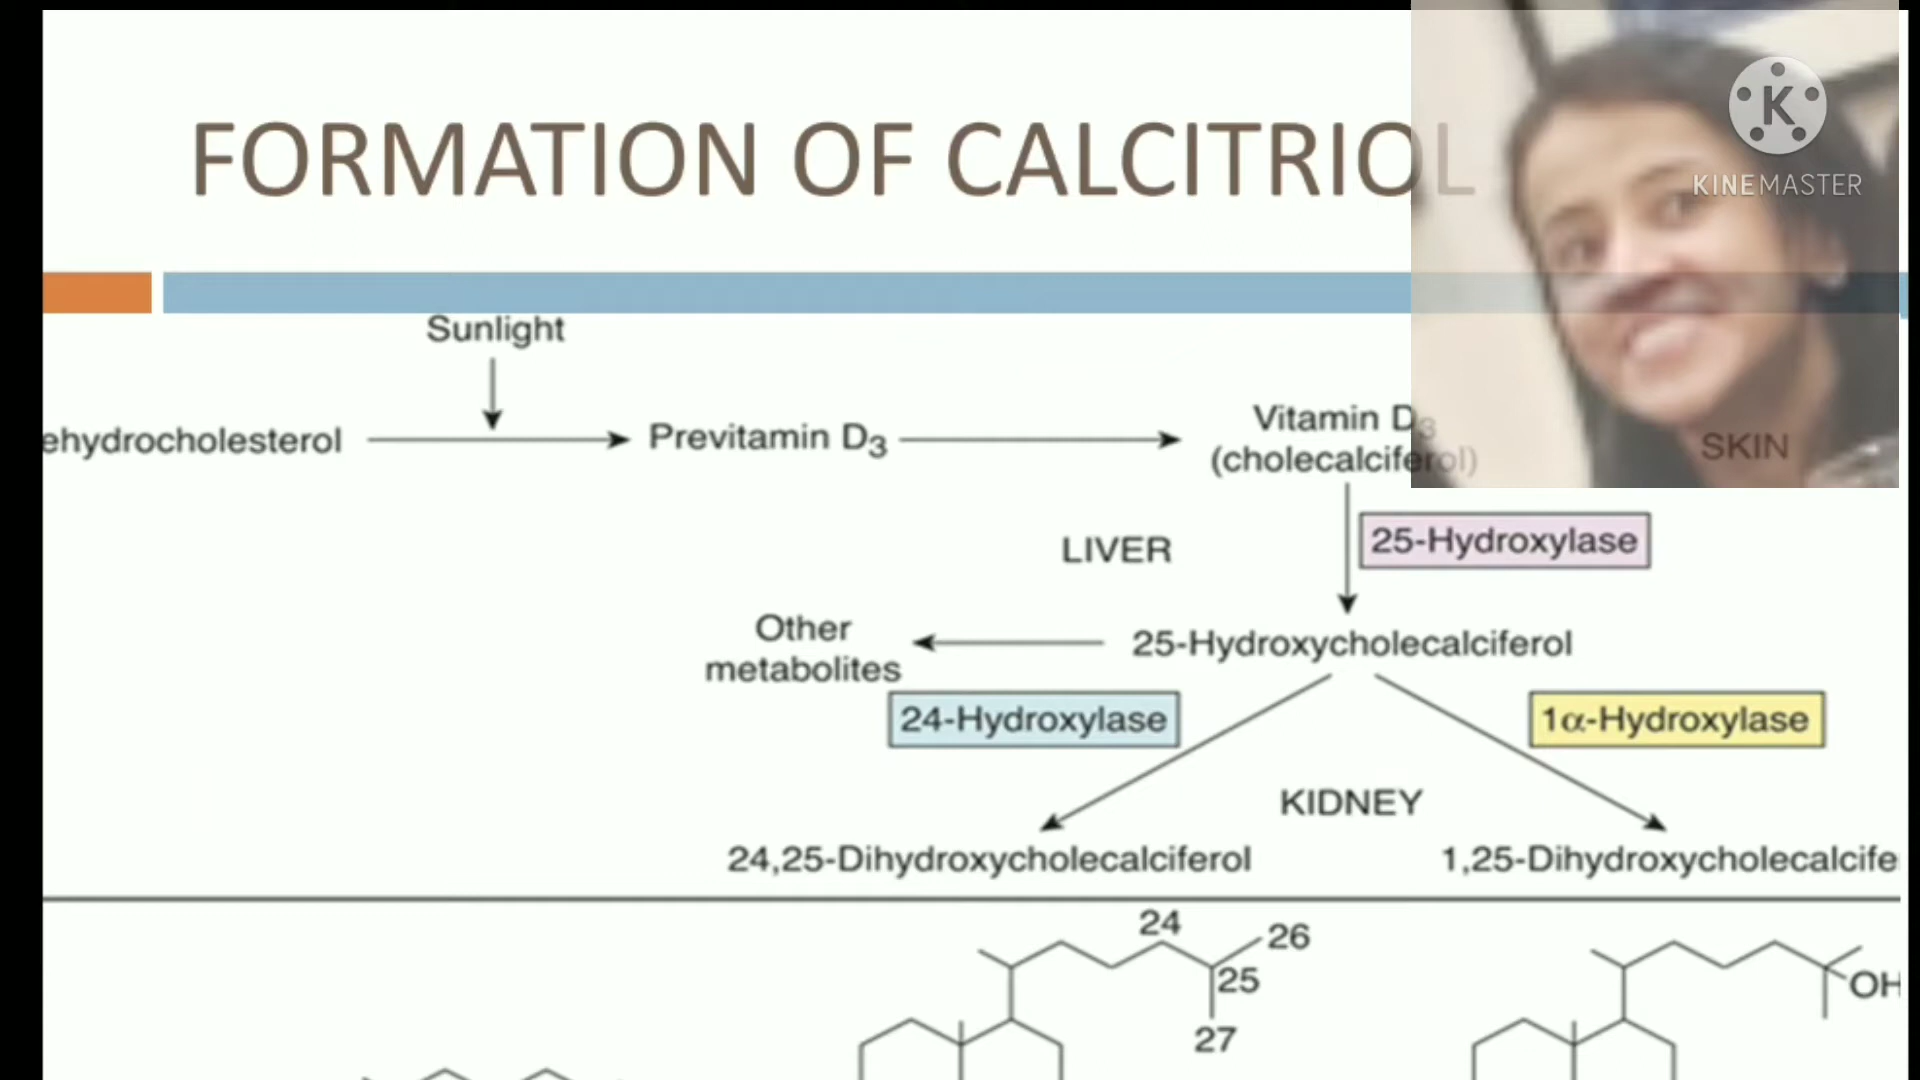 FORMATION OF CALCITRIOL
KINEMASTER
Sunlight
ehydrocholesterol
Previtamin D3
Vitamin D3
(cholecalciferol)
SKIN
LIVER
25-Hydroxylase
Other
metabolites
25-Hydroxycholecalciferol
24-Hydroxylase
1α-Hydroxylase
KIDNEY
24,25-Dihydroxycholecalciferol
1,25-Dihydroxycholecalcife
24
26
25
27
OH